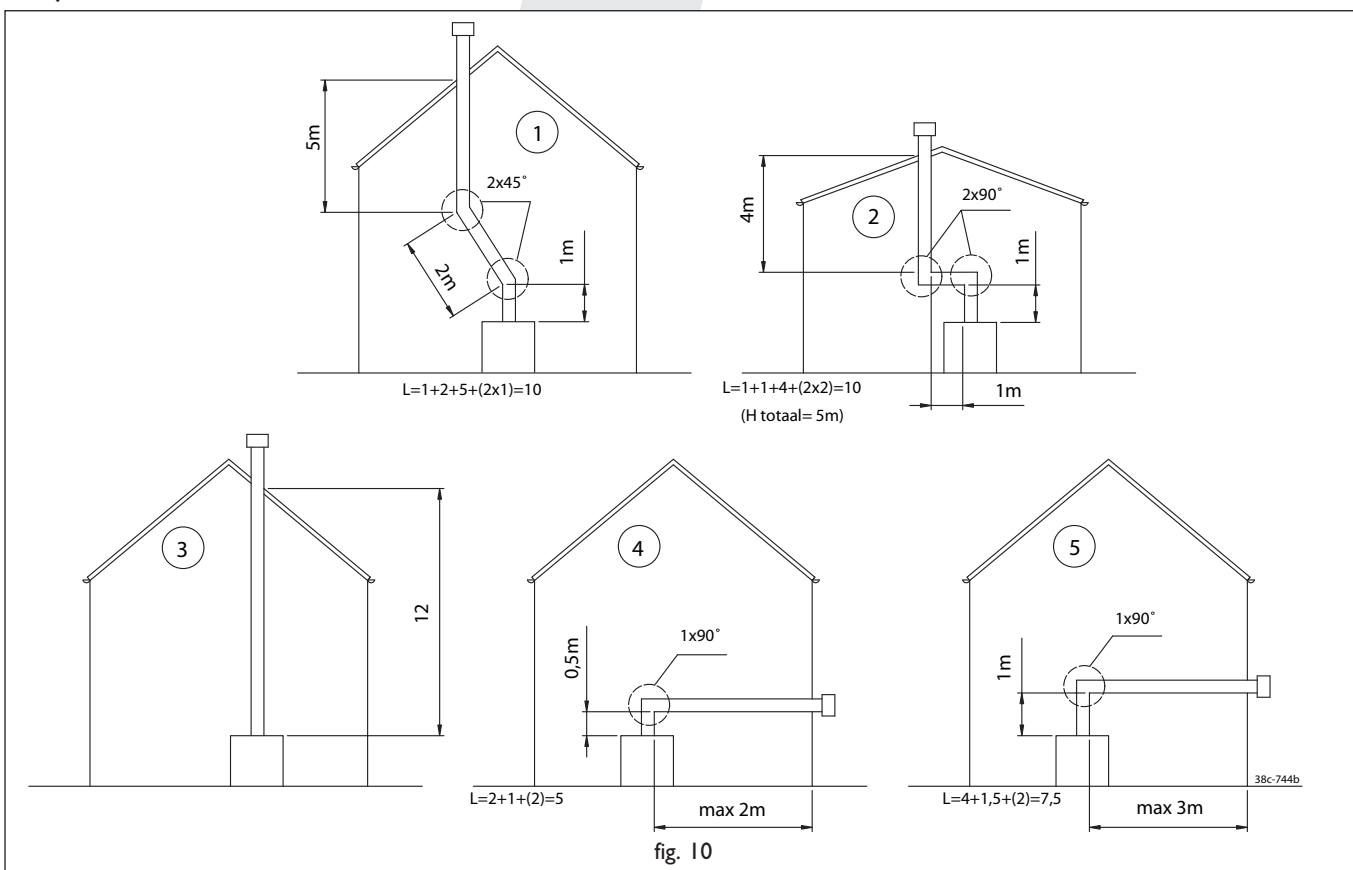 5m
1
2x45°
2m
1m
L=1+2+5+(2x1)=10
4m
2
2x90°
1m
L=1+1+4+(2x2)=10
1m
(H totaal= 5m)
3
12
4
1x90°
0,5m
L=2+1+(2)=5
max 2m
5
1x90°
1m
38c-744b
L=4+1,5+(2)=7,5
max 3m
fig. 10